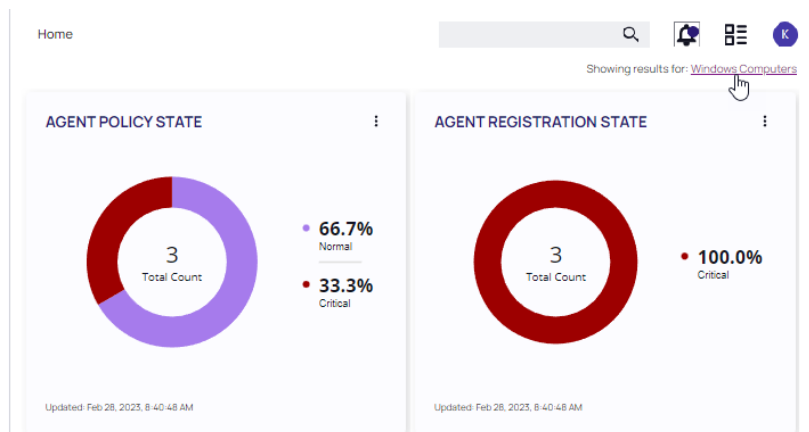 Home
K
Showing results for: Windows Computers
AGENT POLICY STATE
3
Total Count
66.7%
Normal
33.3%
Critical
Updated: Feb 28, 2023, 8:40:48 AM
AGENT REGISTRATION STATE
3
Total Count
100.0%
Critical
Updated: Feb 28, 2023, 8:40:48 AM